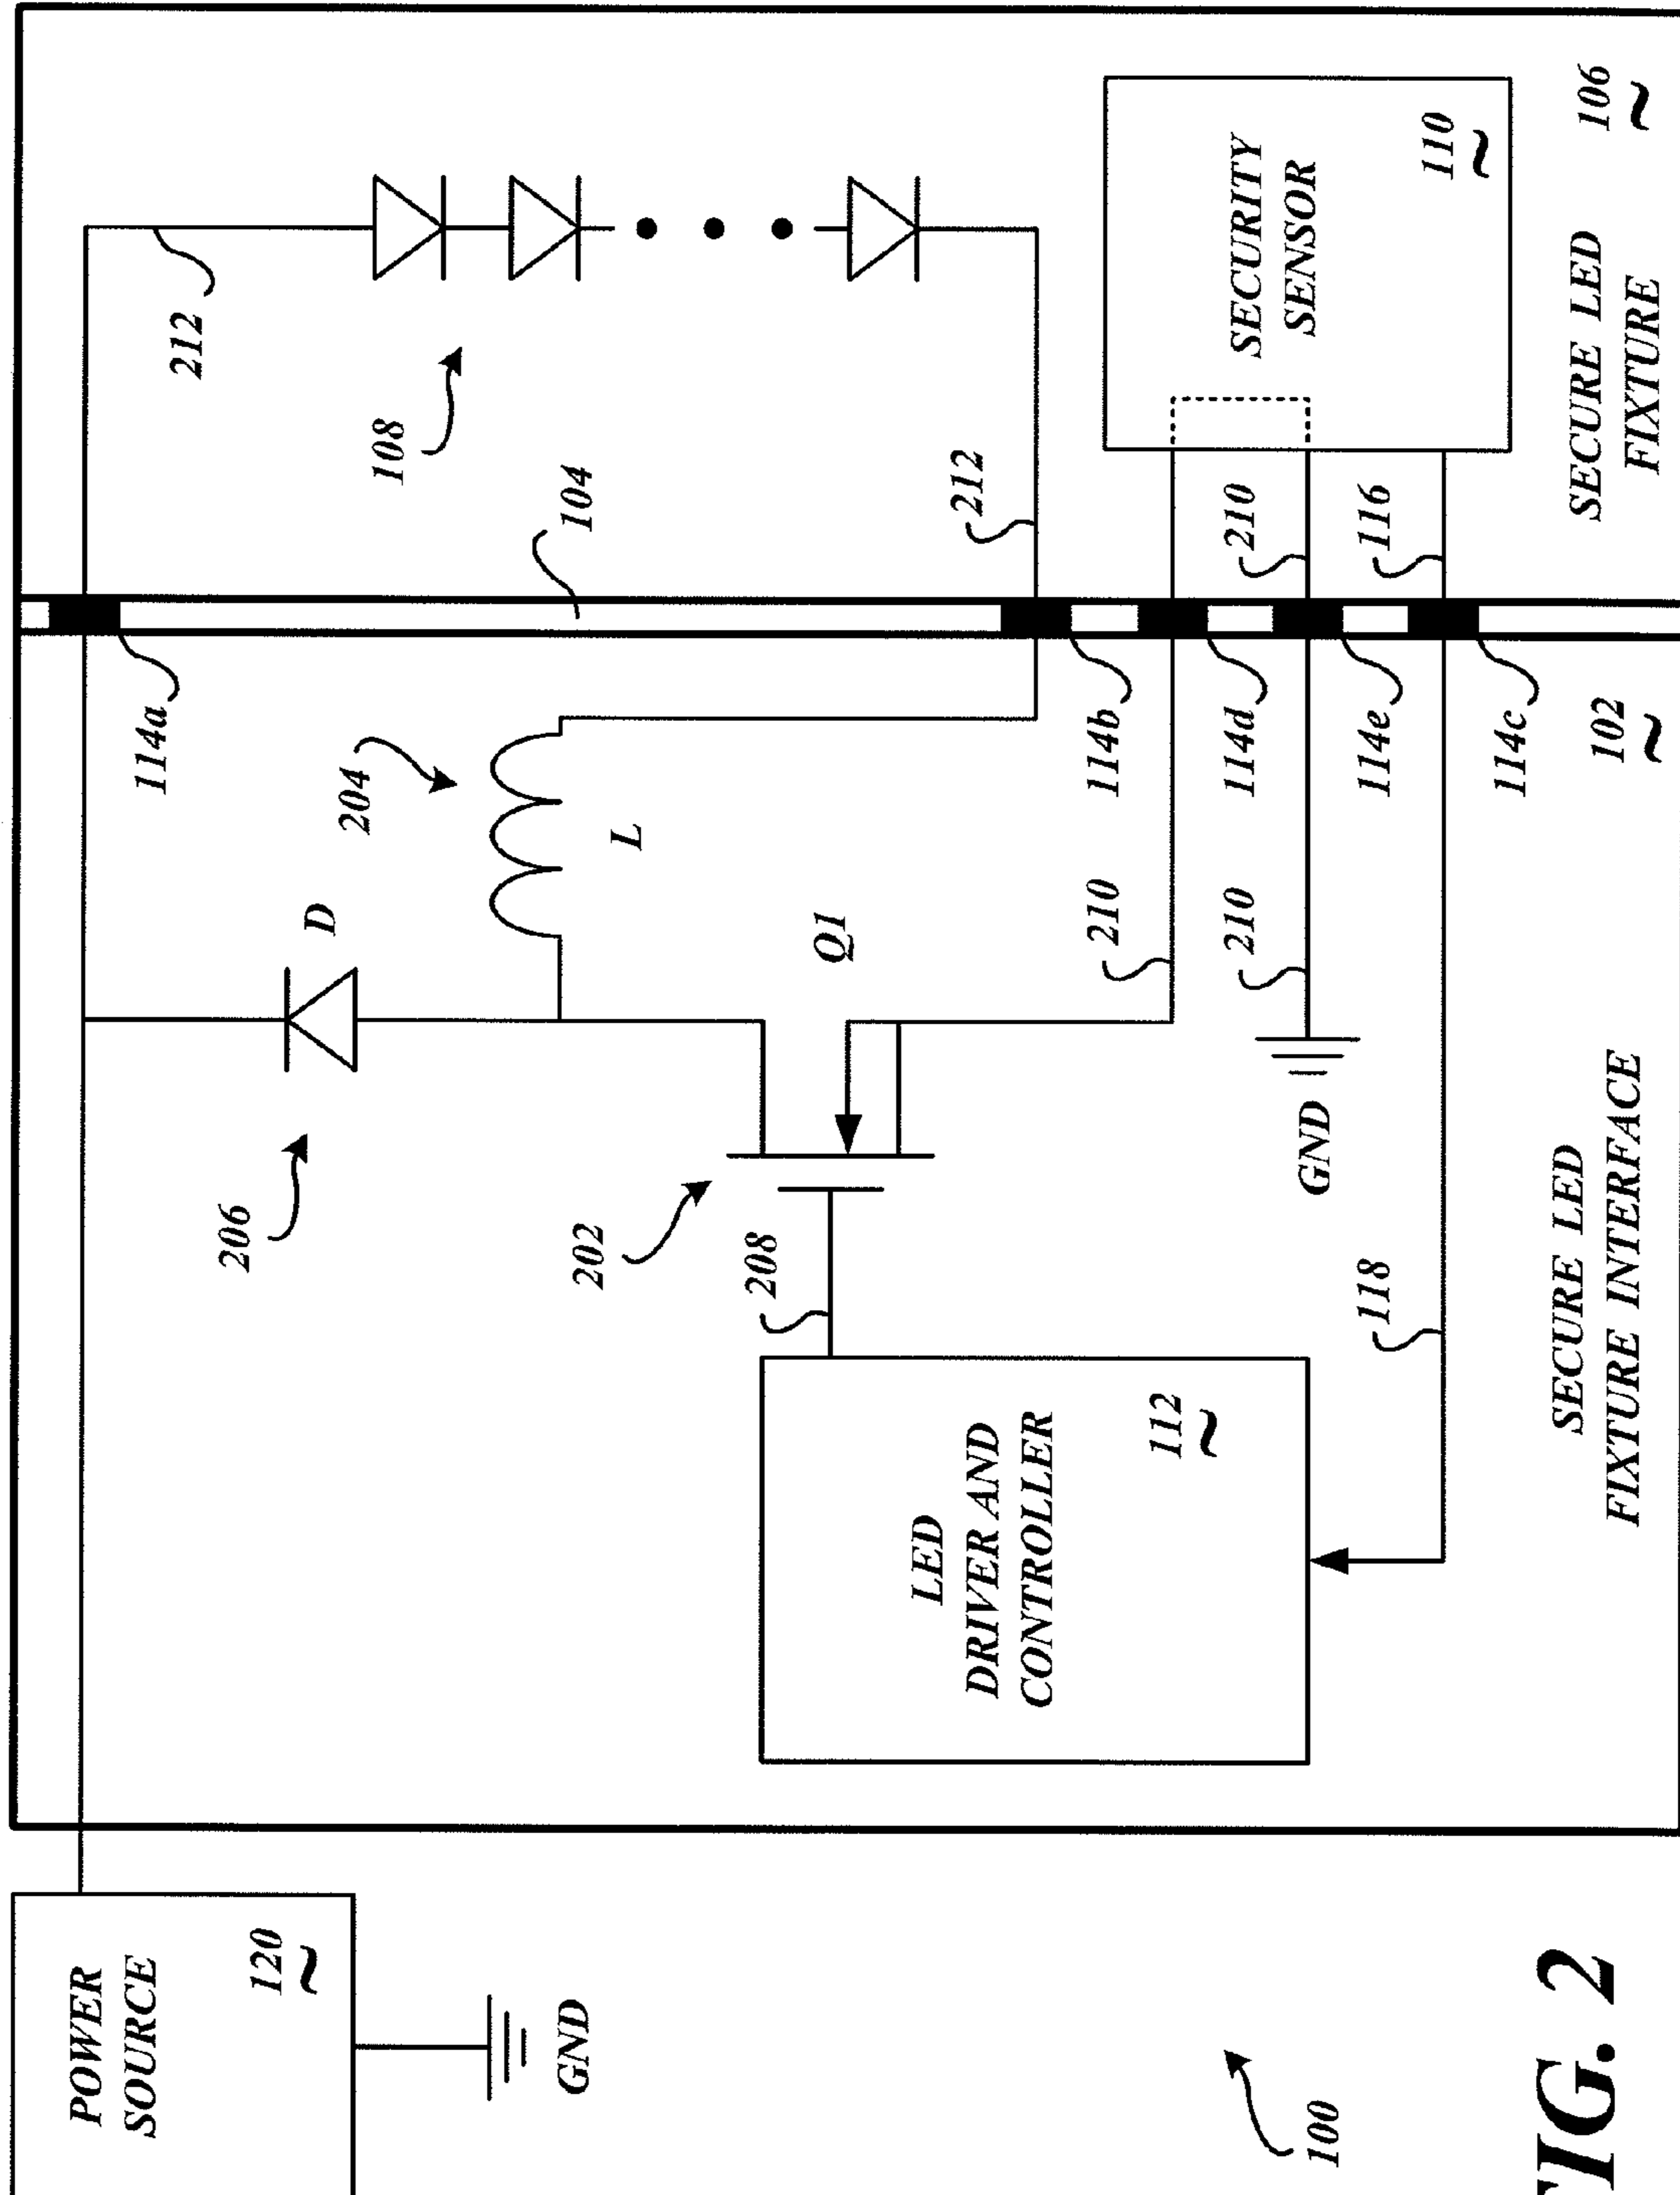 POWER
SOURCE
120
GND
100
FIG. 2
206
D
202
Q1
208
204
L
LED
DRIVER AND
CONTROLLER
112
GND
118
210
210
SECURE LED
FIXTURE INTERFACE
102
114a
114b
114d
114e
114c
104
212
108
212
210
116
SECURITY
SENSOR
110
SECURE LED
FIXTURE
106